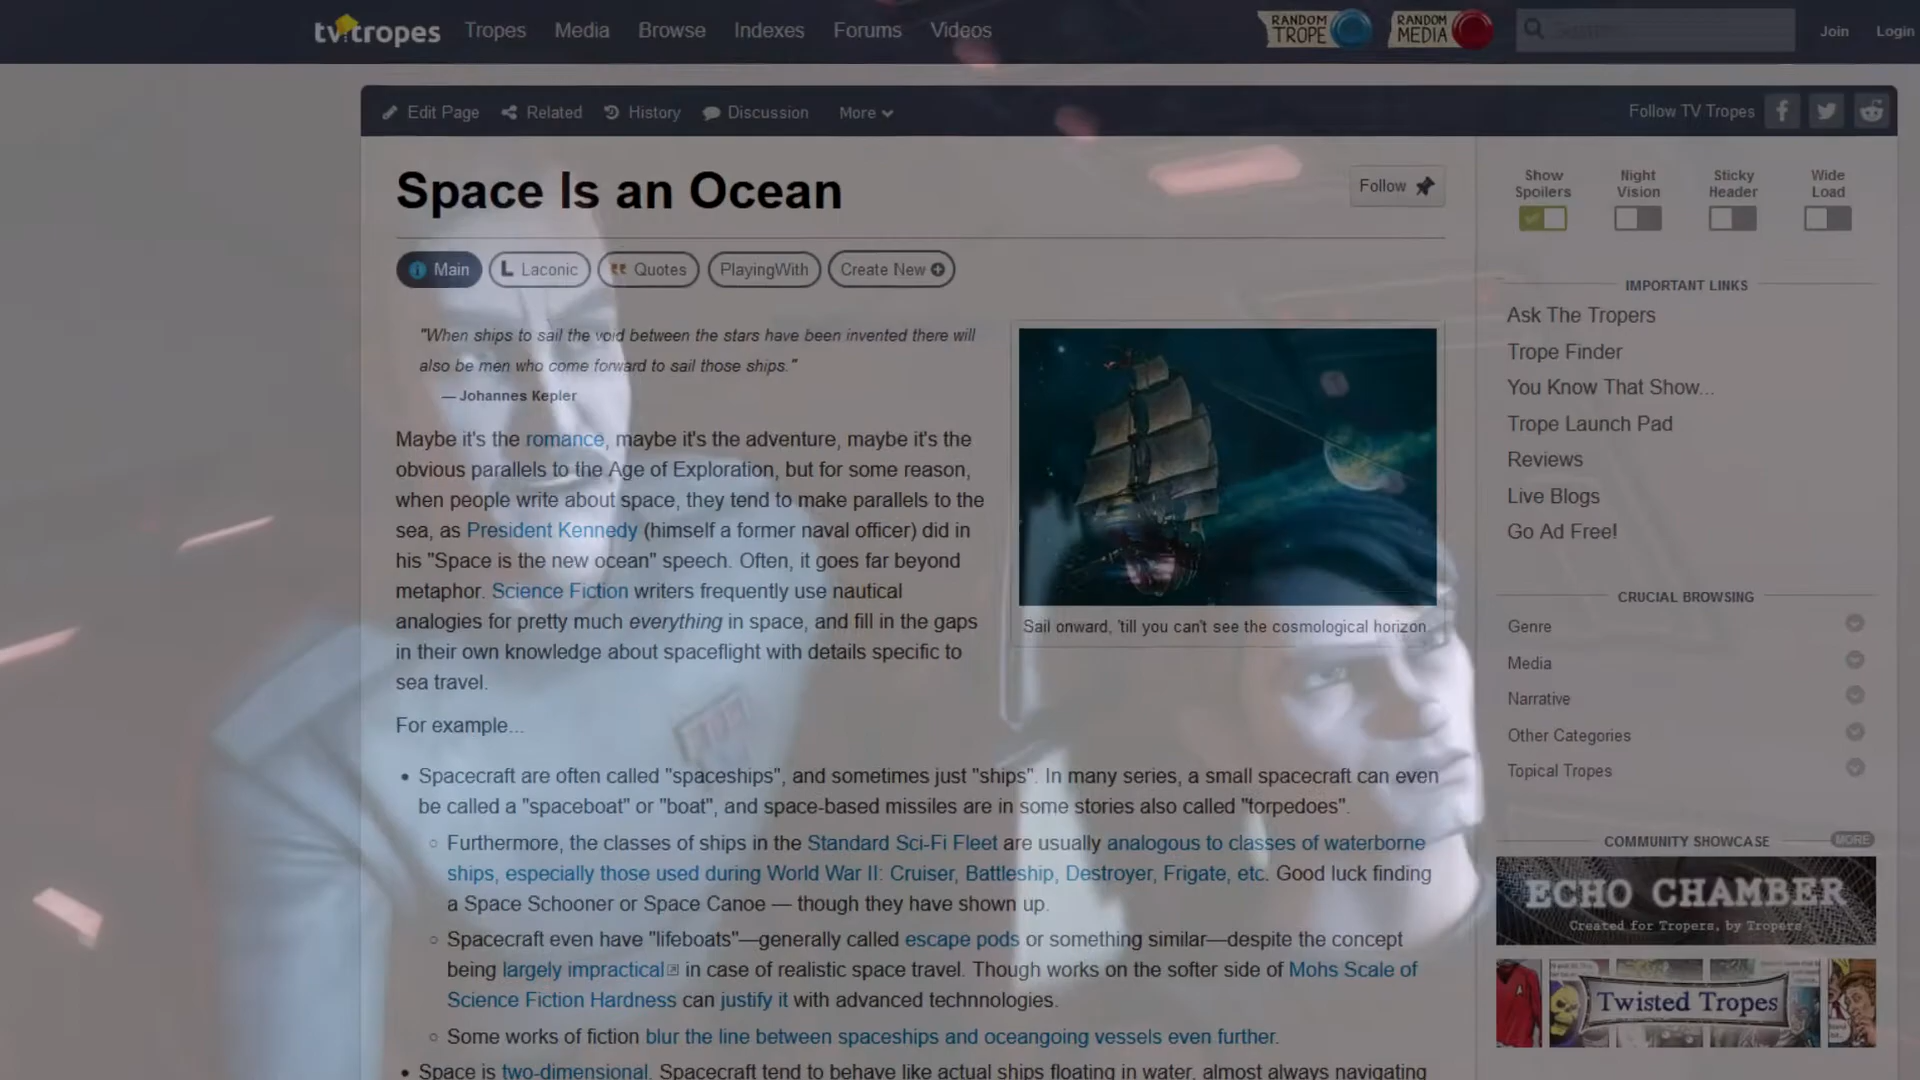 tv tropes Tropes Media Browse Indexes Forums Videos RANDOM TROPE RANDOM MEDIA Join Login
Edit Page Related History Discussion More Follow TV Tropes
Space Is an Ocean
Follow
Main Laconic Quotes PlayingWith Create New
"When ships to sail the void between the stars have been invented there will
also be men who come forward to sail those ships."
— Johannes Kepler
Maybe it's the romance, maybe it's the adventure, maybe it's the
obvious parallels to the Age of Exploration, but for some reason,
when people write about space, they tend to make parallels to the
sea, as President Kennedy (himself a former naval officer) did in
his "Space is the new ocean" speech. Often, it goes far beyond
metaphor. Science Fiction writers frequently use nautical
analogies for pretty much everything in space, and fill in the gaps
in their own knowledge about spaceflight with details specific to
sea travel.
Sail onward, 'till you can't see the cosmological horizon.
For example...
• Spacecraft are often called "spaceships", and sometimes just "ships". In many series, a small spacecraft can even
be called a "spaceboat" or "boat", and space-based missiles are in some stories also called "torpedoes".
○ Furthermore, the classes of ships in the Standard Sci-Fi Fleet are usually analogous to classes of waterborne
ships, especially those used during World War II: Cruiser, Battleship, Destroyer, Frigate, etc. Good luck finding
a Space Schooner or Space Canoe — though they have shown up.
○ Spacecraft even have "lifeboats"—generally called escape pods or something similar—despite the concept
being largely impractical in case of realistic space travel. Though works on the softer side of Mohs Scale of
Science Fiction Hardness can justify it with advanced technnologies.
○ Some works of fiction blur the line between spaceships and oceangoing vessels even further.
• Space is two-dimensional. Spacecraft tend to behave like actual ships floating in water, almost always navigating
Show Spoilers
Night Vision
Sticky Header
Wide Load
IMPORTANT LINKS
Ask The Tropers
Trope Finder
You Know That Show...
Trope Launch Pad
Reviews
Live Blogs
Go Ad Free!
CRUCIAL BROWSING
Genre
Media
Narrative
Other Categories
Topical Tropes
COMMUNITY SHOWCASE MORE
ECHO CHAMBER
Created for Tropers, by Tropers
Twisted Tropes